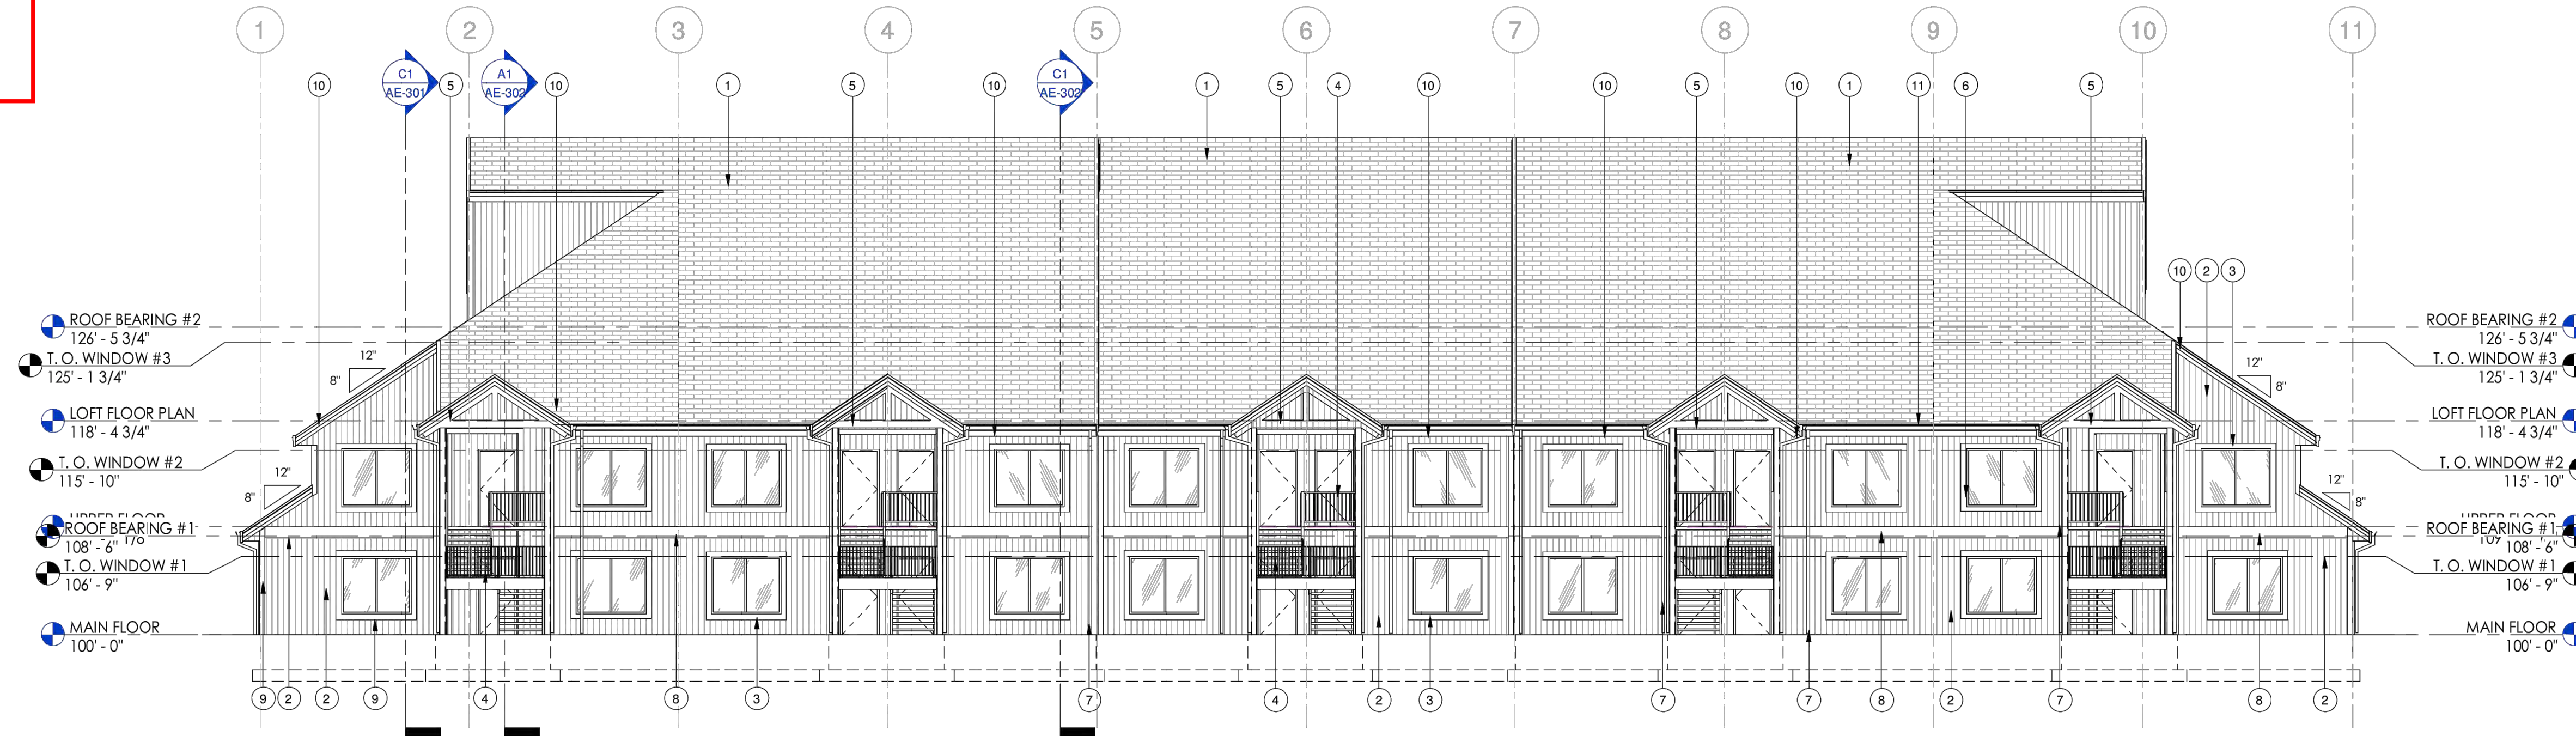 1 2 3 4 5 6 7 8 9 10 11
10 C1 5 A1 10 1 5 10 C1 1 5 4 10 10 5 10 1 11 6 5
AE-301 AE-302 AE-302
10 2 3
ROOF BEARING #2
126' - 5 3/4"
T. O. WINDOW #3
125' - 1 3/4"
12"
8"
LOFT FLOOR PLAN
118' - 4 3/4"
T. O. WINDOW #2
115' - 10"
12"
8"
UPPER FLOOR
ROOF BEARING #1
108' - 6"
T. O. WINDOW #1
106' - 9"
MAIN FLOOR
100' - 0"
ROOF BEARING #2
126' - 5 3/4"
T. O. WINDOW #3
125' - 1 3/4"
12"
8"
LOFT FLOOR PLAN
118' - 4 3/4"
T. O. WINDOW #2
115' - 10"
12"
8"
UPPER FLOOR
ROOF BEARING #1
108' - 6"
T. O. WINDOW #1
106' - 9"
MAIN FLOOR
100' - 0"
9 2 2 9 4 8 3 7 4 2 3 7 7 8 2 7 8 2